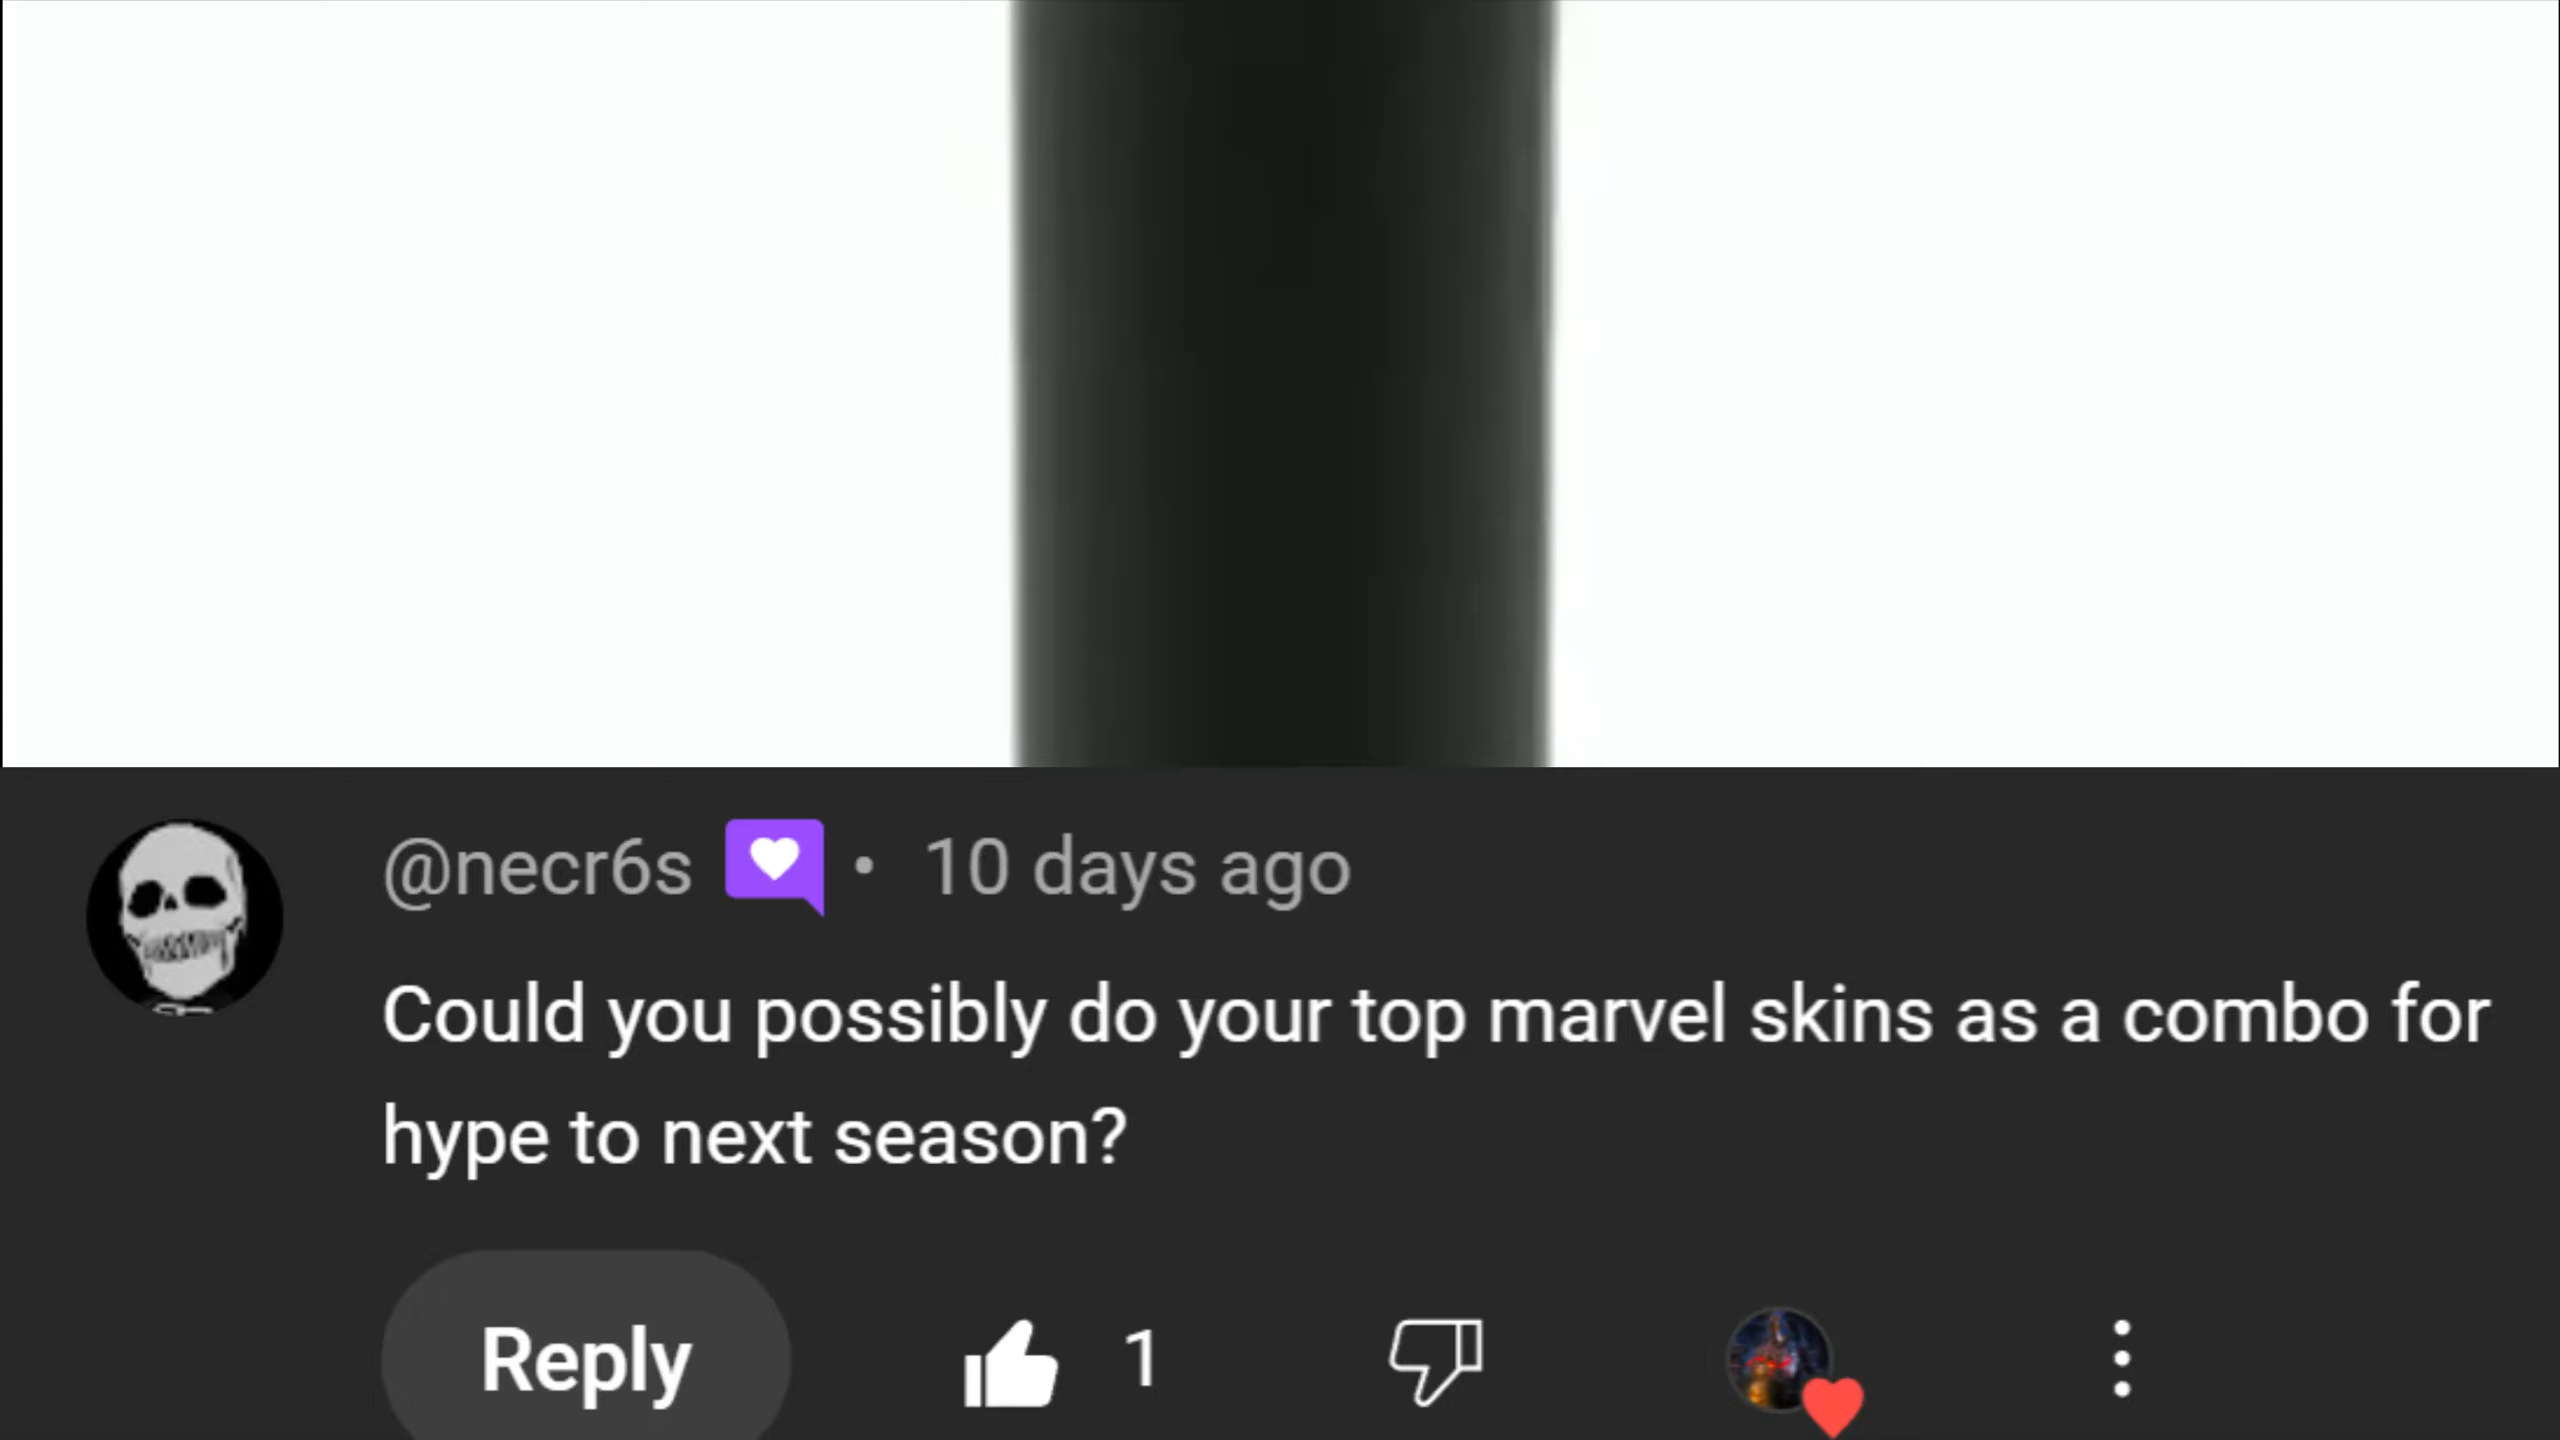 @necr6s • 10 days ago
Could you possibly do your top marvel skins as a combo for
hype to next season?
Reply 1